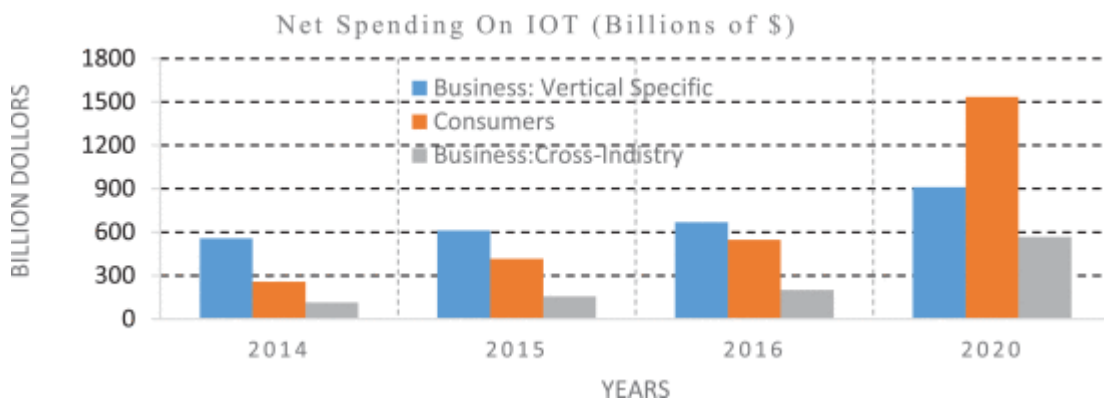 Net Spending On IOT (Billions of $)
BILLION DOLLORS
1800
1500
1200
900
600
300
0
Business: Vertical Specific
Consumers
Business:Cross-Indistry
2014 2015 2016 2020
YEARS